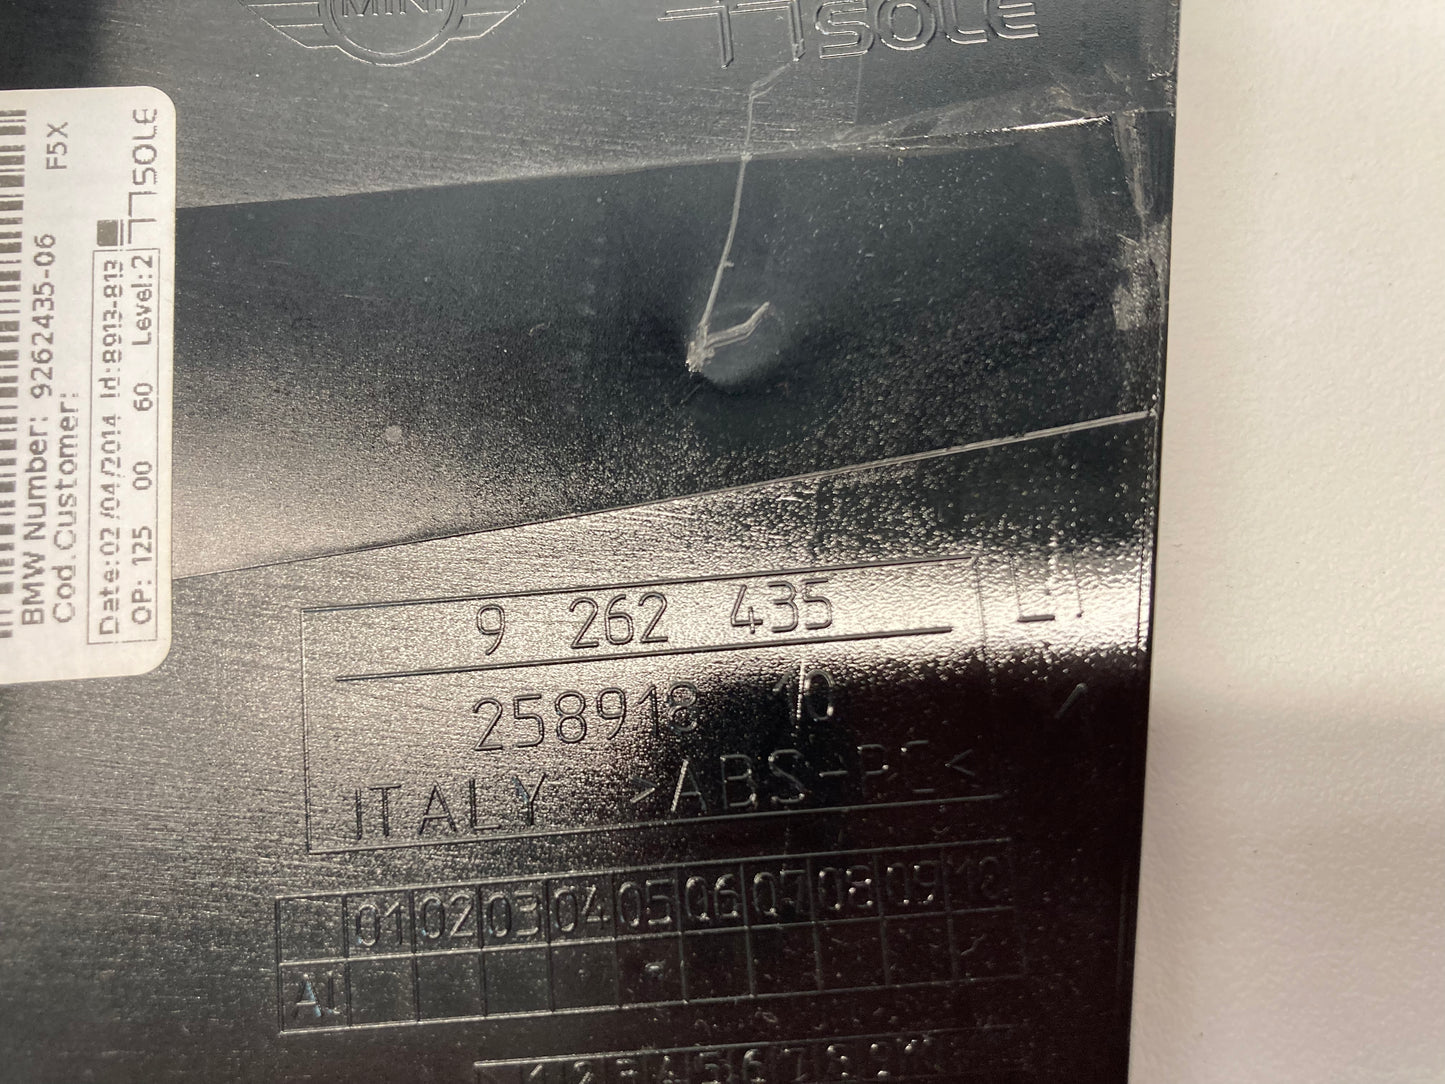 MINI
SOLE
F5X
BMW Number: 9262435-06
Cod.Customer:
Date:02/04/2014 Id:8913-813
OP: 125 00 60 Level:2
SOLE
9 262 435
258918 10
ITALY >ABS-PC<
01 02 03 04 05 06 07 08 09 10
AI